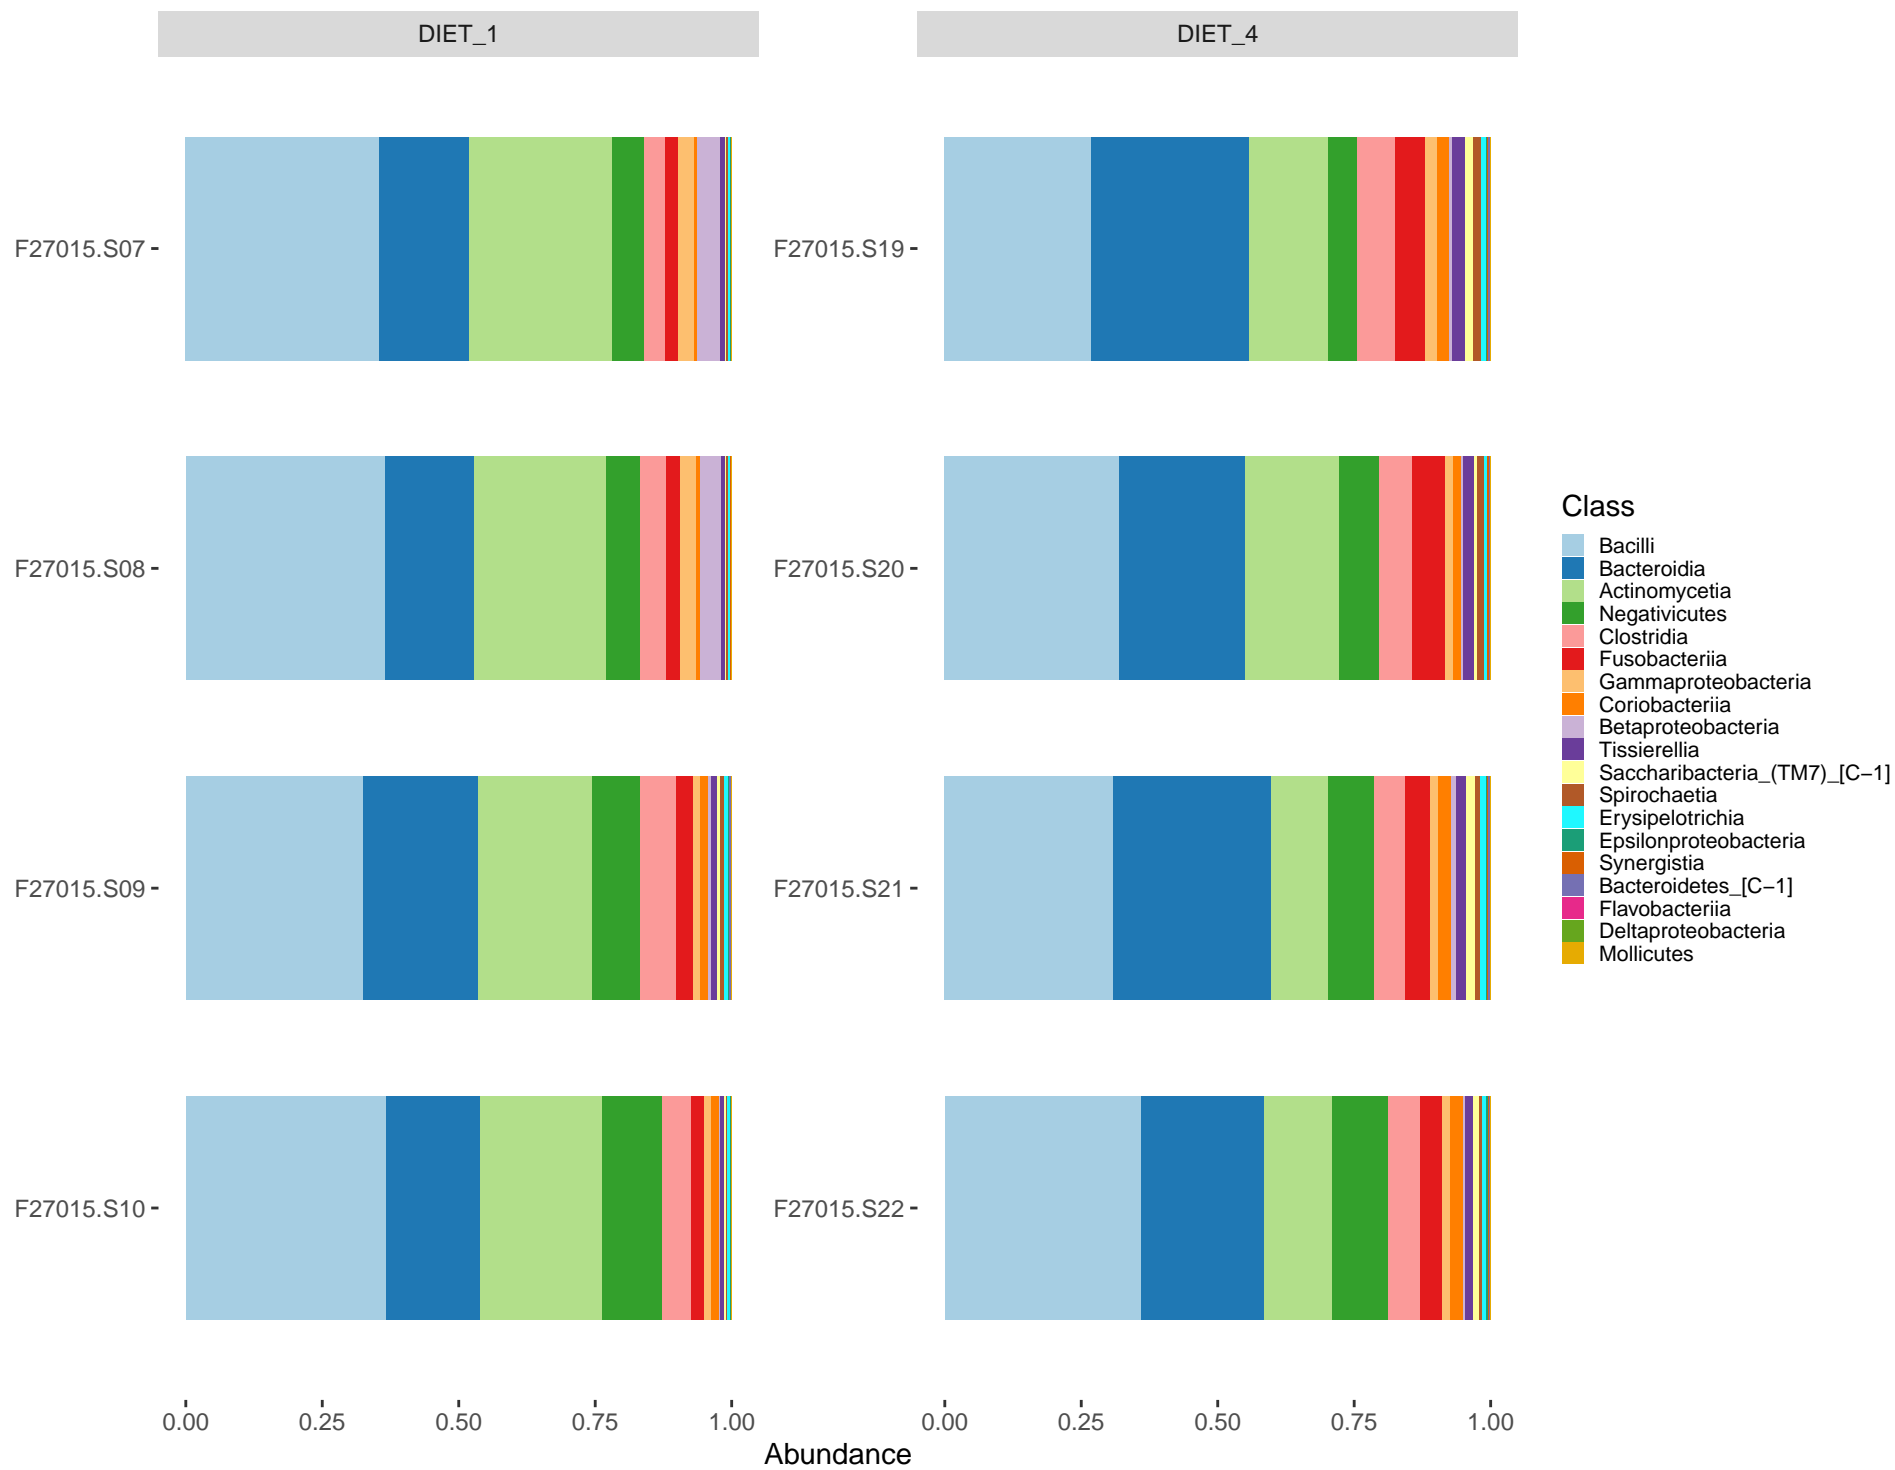 DIET_1
DIET_4
F27015.S07
F27015.S19
F27015.S08
F27015.S20
F27015.S09
F27015.S21
F27015.S10
F27015.S22
0.00 0.25 0.50 0.75 1.00
0.00 0.25 0.50 0.75 1.00
Abundance
Class
Bacilli
Bacteroidia
Actinomycetia
Negativicutes
Clostridia
Fusobacteriia
Gammaproteobacteria
Coriobacteriia
Betaproteobacteria
Tissierellia
Saccharibacteria_(TM7)_[C−1]
Spirochaetia
Erysipelotrichia
Epsilonproteobacteria
Synergistia
Bacteroidetes_[C−1]
Flavobacteriia
Deltaproteobacteria
Mollicutes